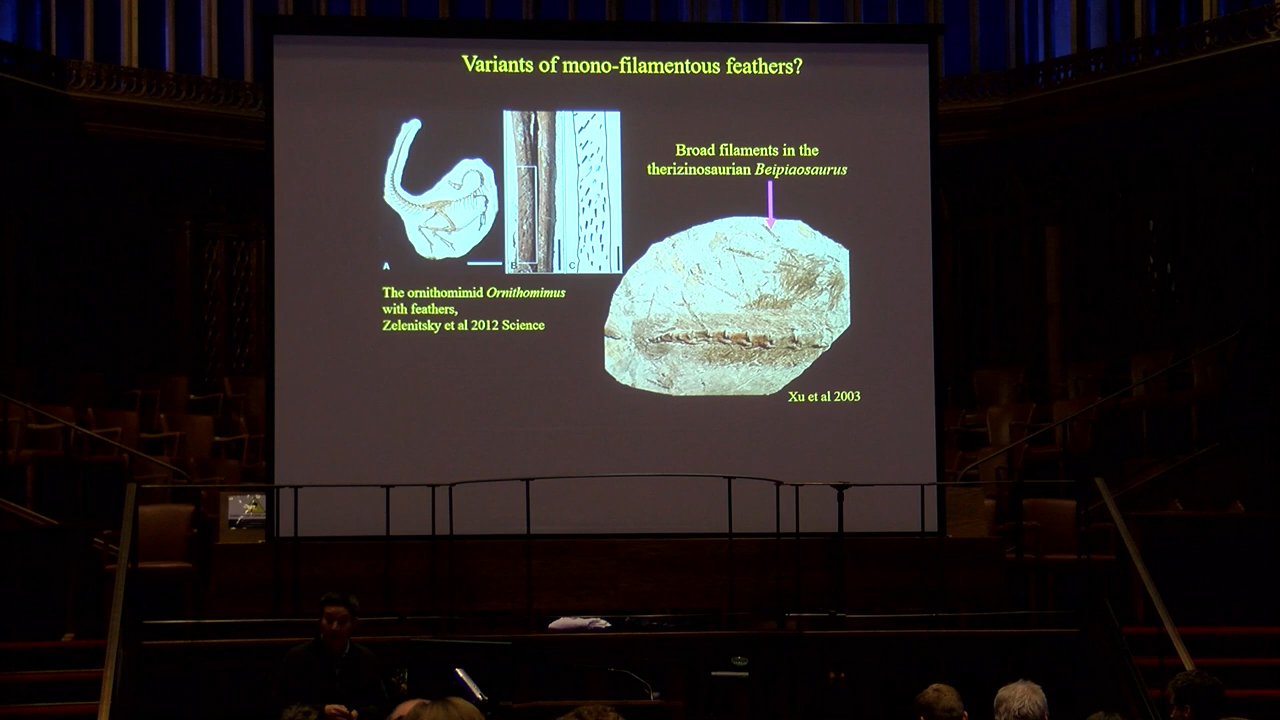 Variants of mono-filamentous feathers?
Broad filaments in the
therizinosaurian Beipiaosaurus
A
B
C
The ornithomimid Ornithomimus
with feathers,
Zelenitsky et al 2012 Science
Xu et al 2003